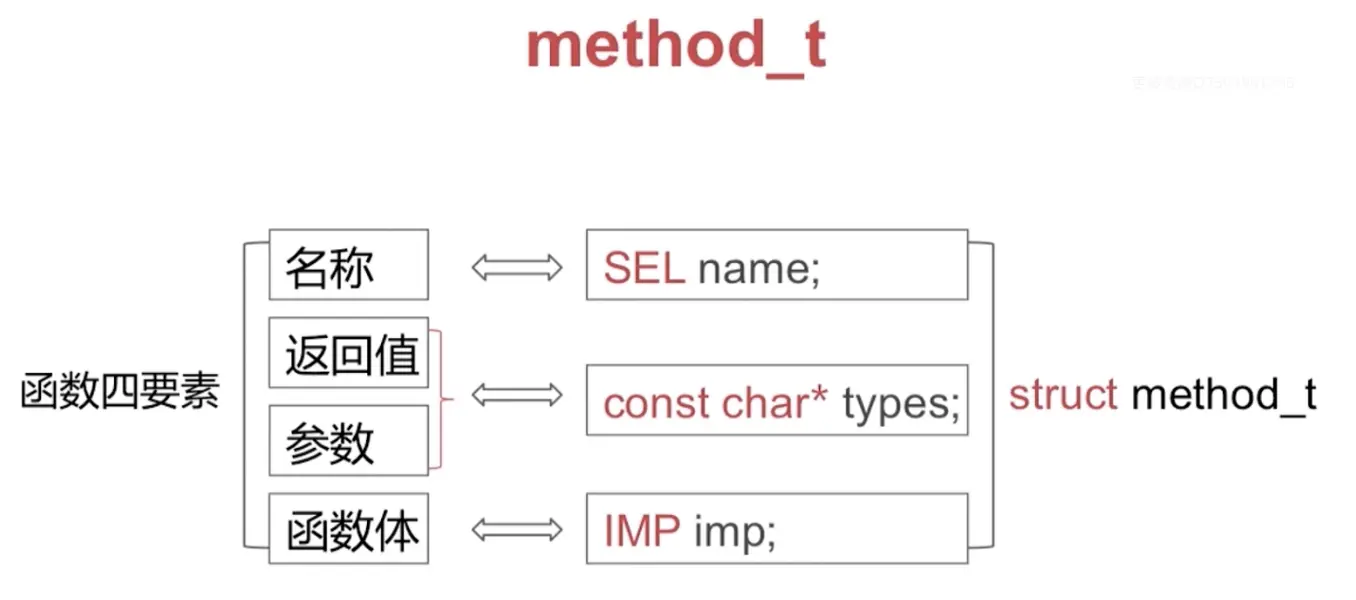 method_t
函数四要素
名称
SEL name;
返回值
参数
const char* types;
函数体
IMP imp;
struct method_t